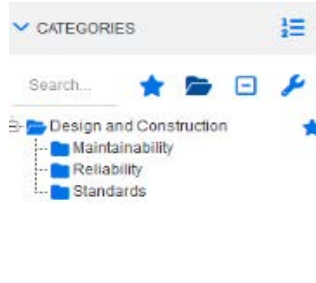 CATEGORIES
Search...
Design and Construction
Maintainability
Reliability
Standards